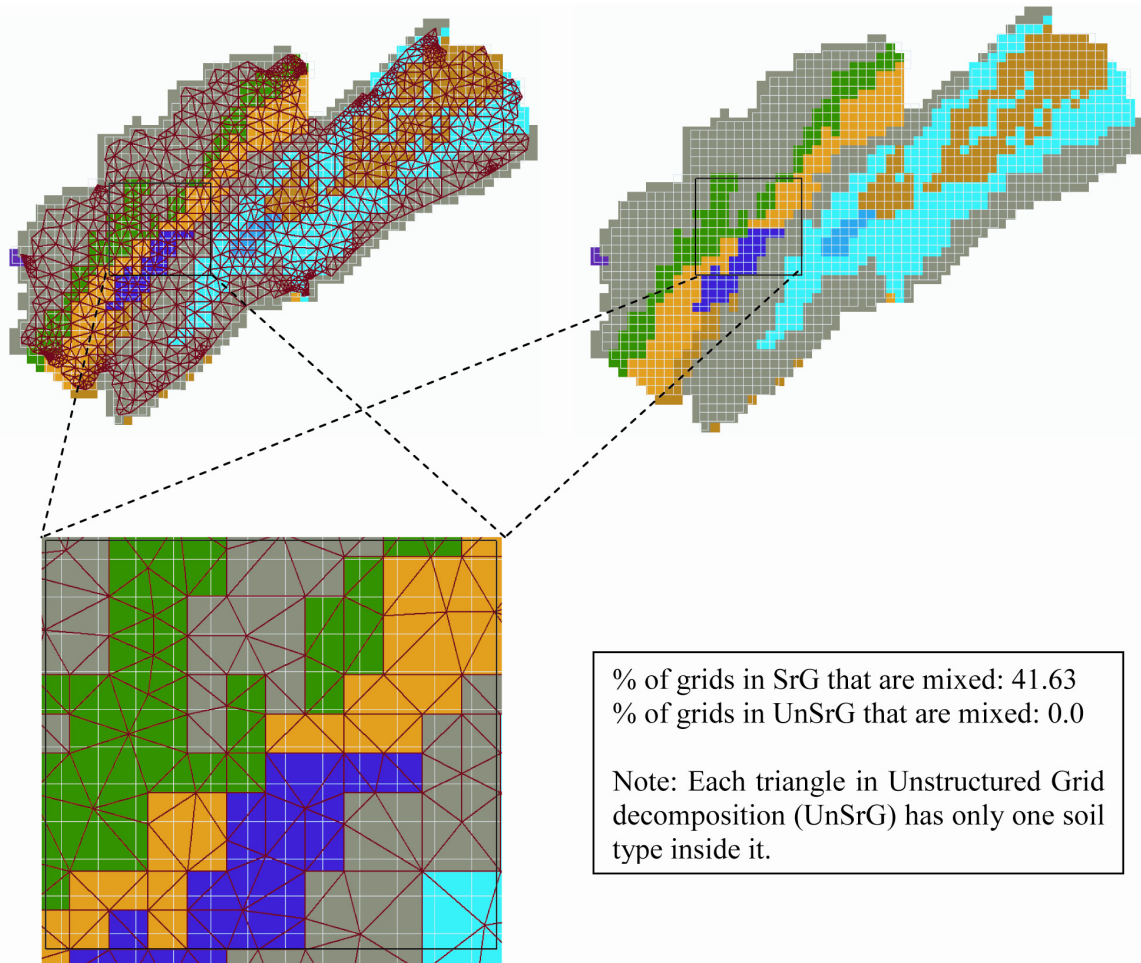 % of grids in SrG that are mixed: 41.63
% of grids in UnSrG that are mixed: 0.0
Note: Each triangle in Unstructured Grid
decomposition (UnSrG) has only one soil
type inside it.